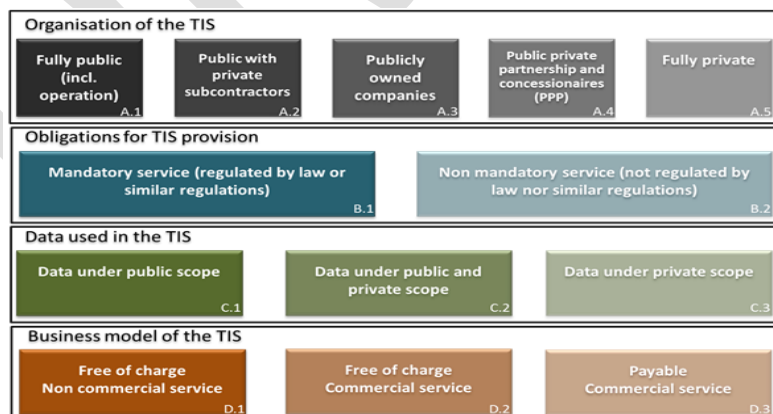 Organisation of the TIS
Fully public
(incl.
operation)
A.1
Public with
private
subcontractors
A.2
Publicly
owned
companies
A.3
Public private
partnership and
concessionaires
(PPP)
A.4
Fully private
A.5
Obligations for TIS provision
Mandatory service (regulated by law or
similar regulations)
B.1
Non mandatory service (not regulated by
law nor similar regulations)
B.2
Data used in the TIS
Data under public scope
C.1
Data under public and
private scope
C.2
Data under private scope
C.3
Business model of the TIS
Free of charge
Non commercial service
D.1
Free of charge
Commercial service
D.2
Payable
Commercial service
D.3